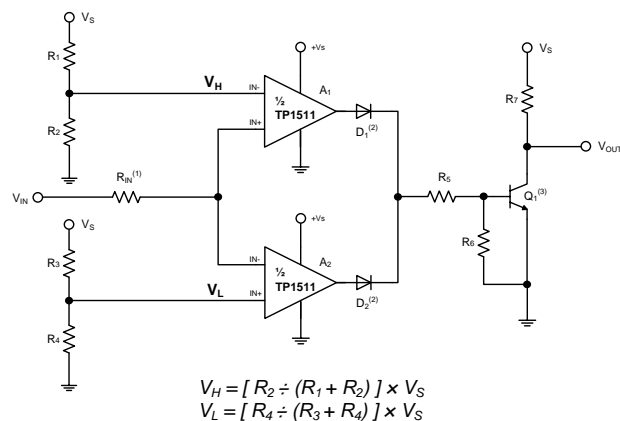 VS
+Vs
VS
R1
VH
IN-
A1
½
TP1511
R7
R2
IN+
D1(2)
VOUT
RIN(1)
R5
Q1(3)
VIN
VS
+Vs
R6
R3
IN-
A2
½
TP1511
VL
IN+
D2(2)
R4
VH = [ R2 ÷ (R1 + R2) ] × VS
VL = [ R4 ÷ (R3 + R4) ] × VS